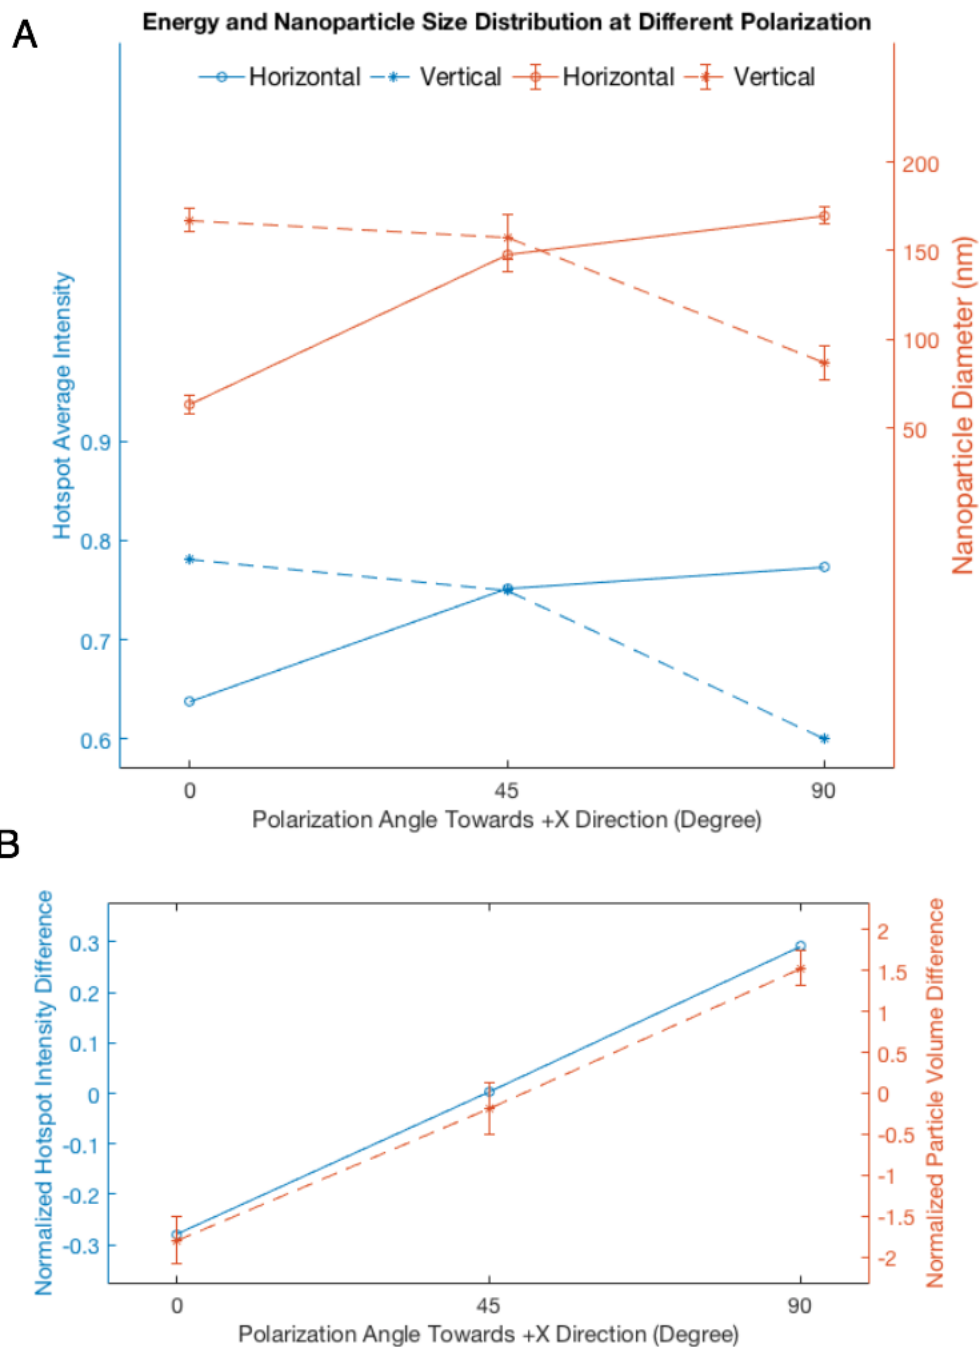 A
Energy and Nanoparticle Size Distribution at Different Polarization
Horizontal Vertical Horizontal Vertical
Hotspot Average Intensity
0.9
0.8
0.7
0.6
200
150
100
50
Nanoparticle Diameter (nm)
0 45 90
Polarization Angle Towards +X Direction (Degree)
B
Normalized Hotspot Intensity Difference
0.3
0.2
0.1
0
-0.1
-0.2
-0.3
2
1.5
1
0.5
0
-0.5
-1
-1.5
-2
Normalized Particle Volume Difference
0 45 90
Polarization Angle Towards +X Direction (Degree)